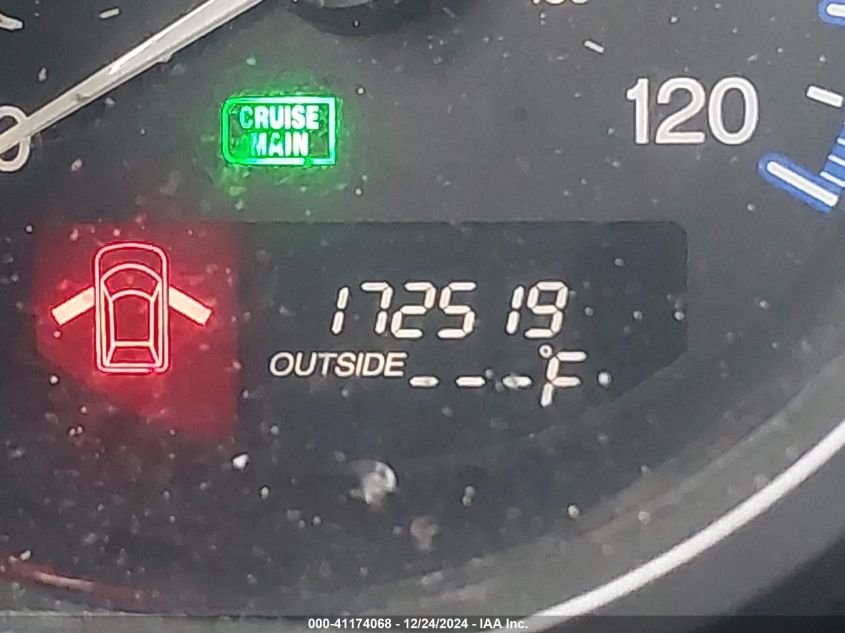 120
CRUISE
MAIN
172519
OUTSIDE ---°F
000-41174068 - 12/24/2024 - IAA Inc.